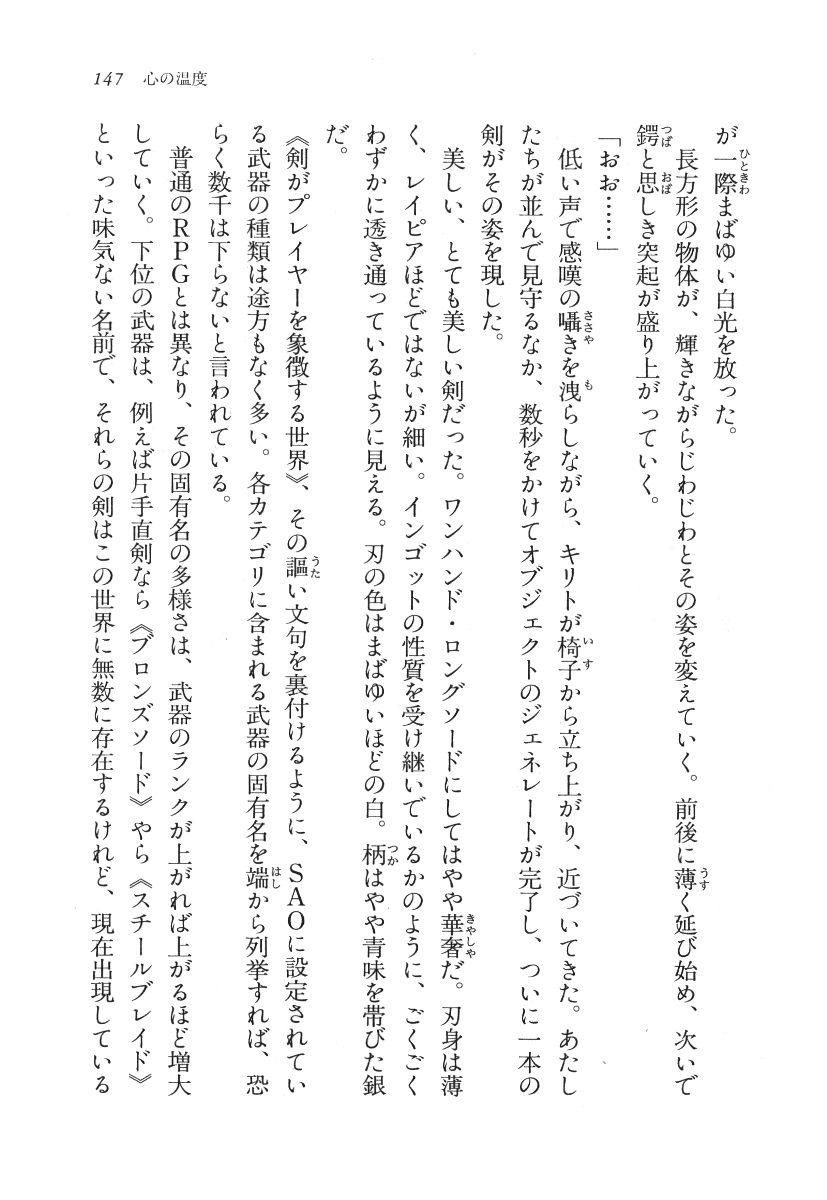 147 心の温度
が一際まばゆい白光を放った。
　長方形の物体が、輝きながらじわじわとその姿を変えていく。前後に薄く延び始め、次いで
鍔と思しき突起が盛り上がっていく。
「おお……」
　低い声で感嘆の囁きを洩らしながら、キリトが椅子から立ち上がり、近づいてきた。あたし
たちが並んで見守るなか、数秒をかけてオブジェクトのジェネレートが完了し、ついに一本の
剣がその姿を現した。
　美しい、とても美しい剣だった。ワンハンド・ロングソードにしてはやや華奢だ。刃身は薄
く、レイピアほどではないが細い。インゴットの性質を受け継いでいるかのように、ごくごく
わずかに透き通っているように見える。刃の色はまばゆいほどの白。柄はやや青味を帯びた銀
だ。
《剣がプレイヤーを象徴する世界》、その謳い文句を裏付けるように、ＳＡＯに設定されてい
る武器の種類は途方もなく多い。各カテゴリに含まれる武器の固有名を端から列挙すれば、恐
らく数千は下らないと言われている。
　普通のＲＰＧとは異なり、その固有名の多様さは、武器のランクが上がれば上がるほど増大
していく。下位の武器は、例えば片手直剣なら《ブロンズソード》やら《スチールブレイド》
といった味気ない名前で、それらの剣はこの世界に無数に存在するけれど、現在出現している